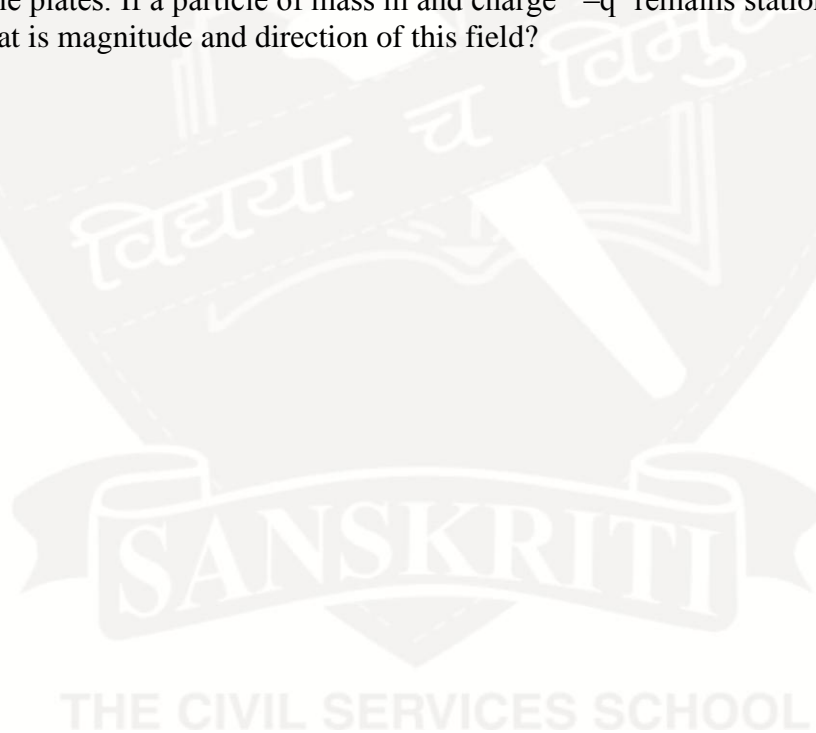 he plates. If a particle of mass m and charge “ –q” remains station
at is magnitude and direction of this field?
विद्यया च विमु
SANSKRITI
THE CIVIL SERVICES SCHOOL